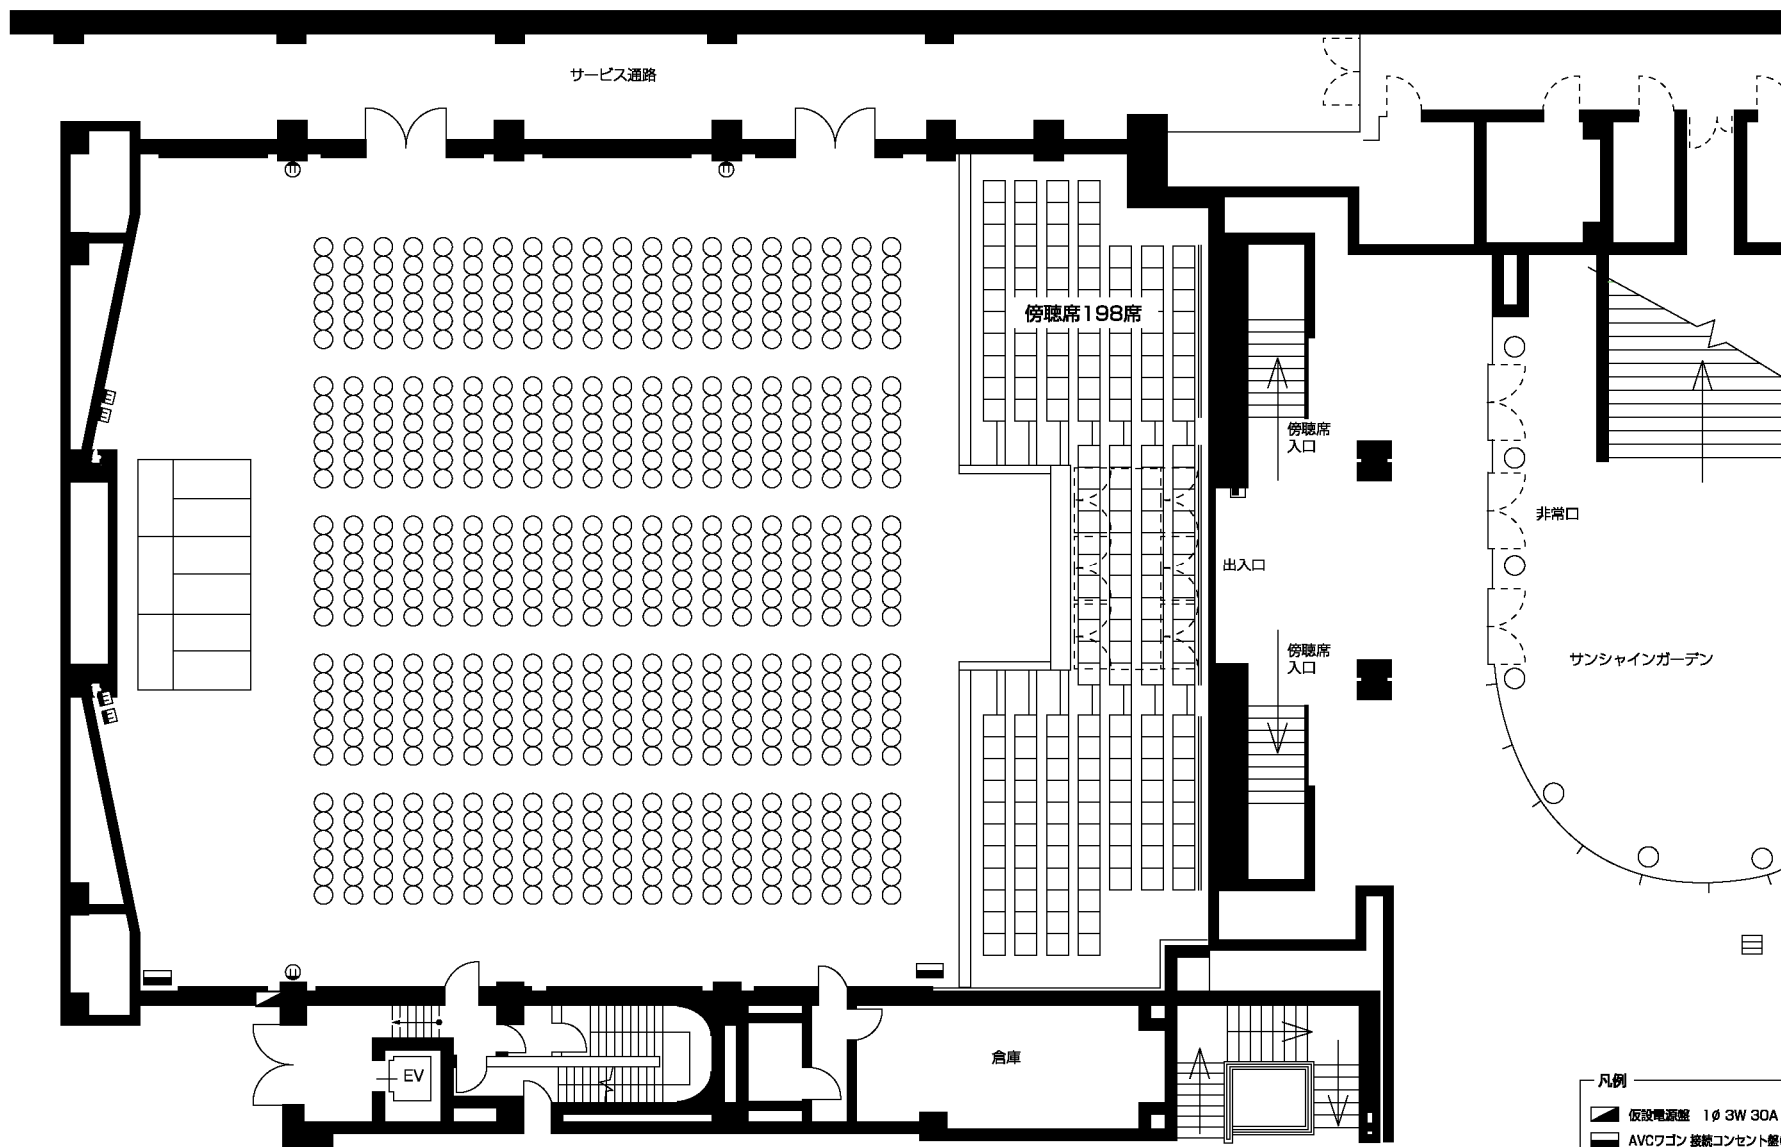 サービス通路
傍聴席198席
傍聴席
入口
非常口
出入口
傍聴席
入口
サンシャインガーデン
倉庫
EV
凡例
仮設電源盤 1φ 3W 30A
AVCワゴン 接続コンセント盤